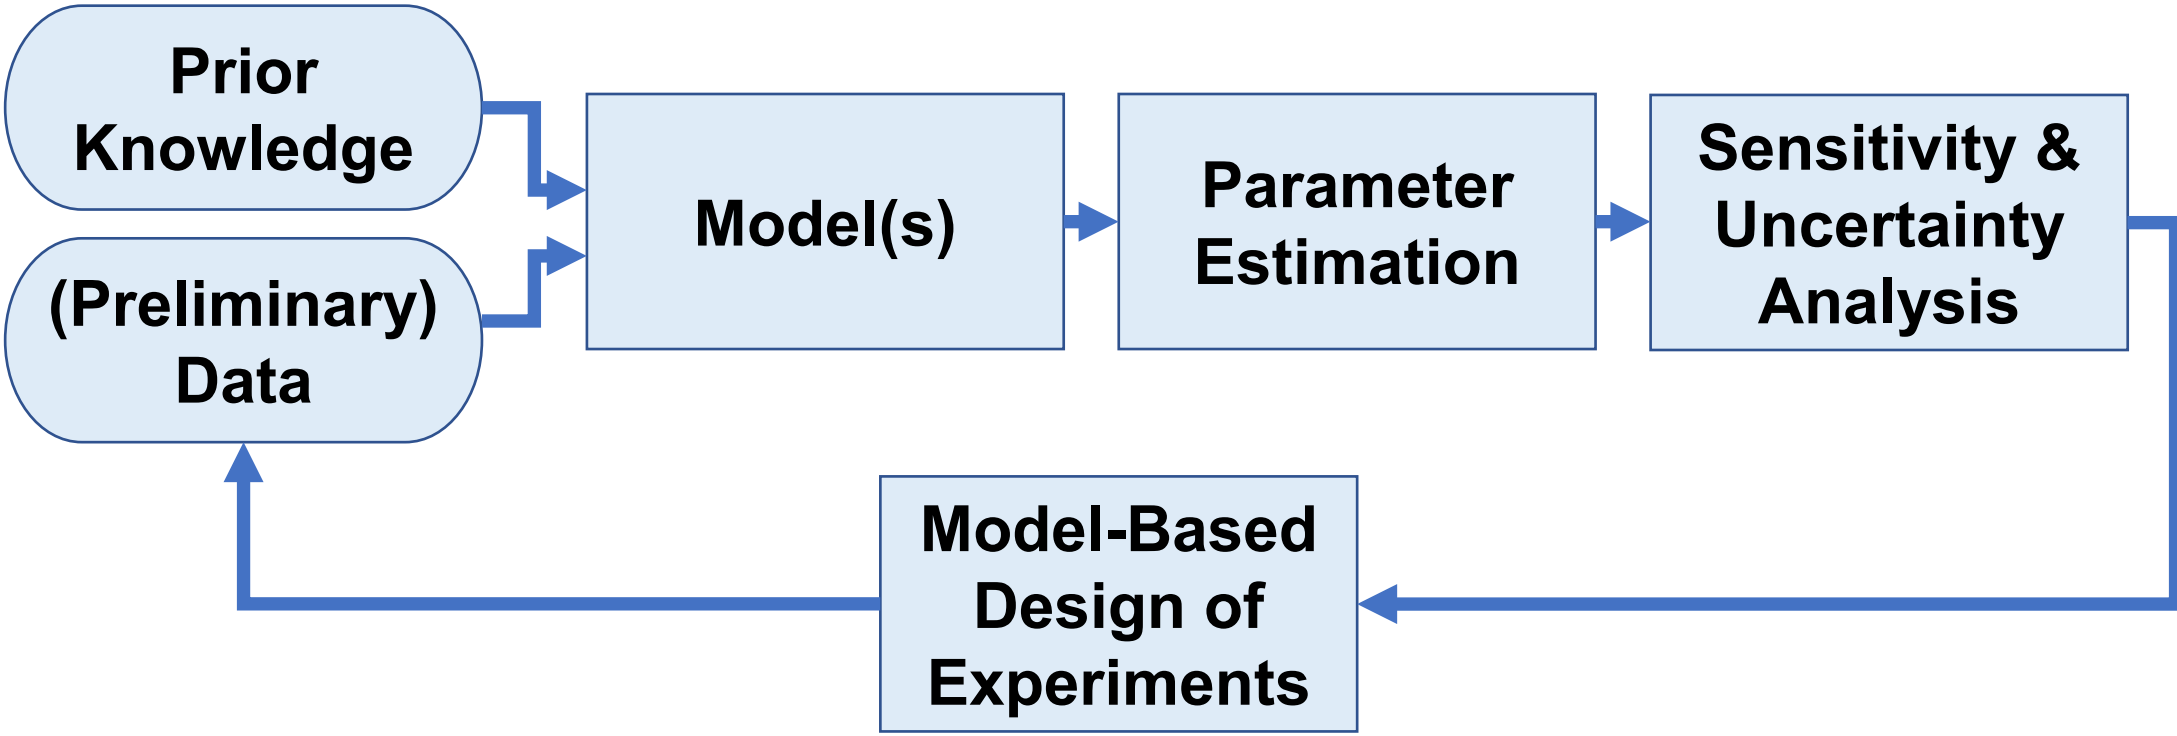 Prior
Knowledge
(Preliminary)
Data
Model(s)
Parameter
Estimation
Sensitivity &
Uncertainty
Analysis
Model-Based
Design of
Experiments